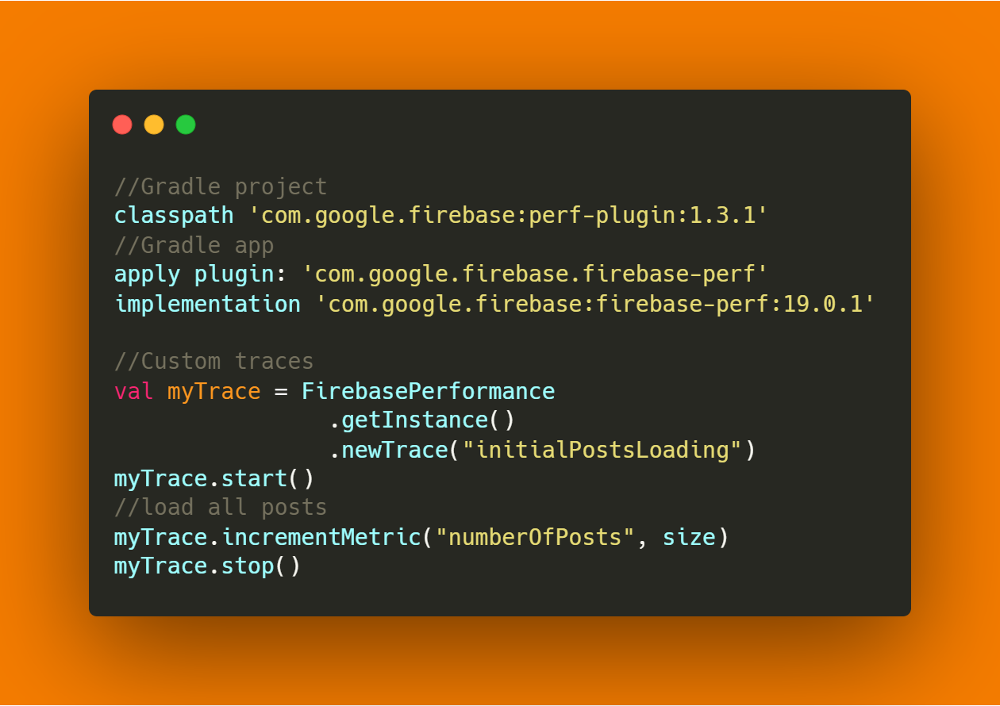 //Gradle project
classpath 'com.google.firebase:perf-plugin:1.3.1'
//Gradle app
apply plugin: 'com.google.firebase.firebase-perf'
implementation 'com.google.firebase:firebase-perf:19.0.1'
//Custom traces
val myTrace = FirebasePerformance
.getInstance()
.newTrace("initialPostsLoading")
myTrace.start()
//load all posts
myTrace.incrementMetric("numberOfPosts", size)
myTrace.stop()